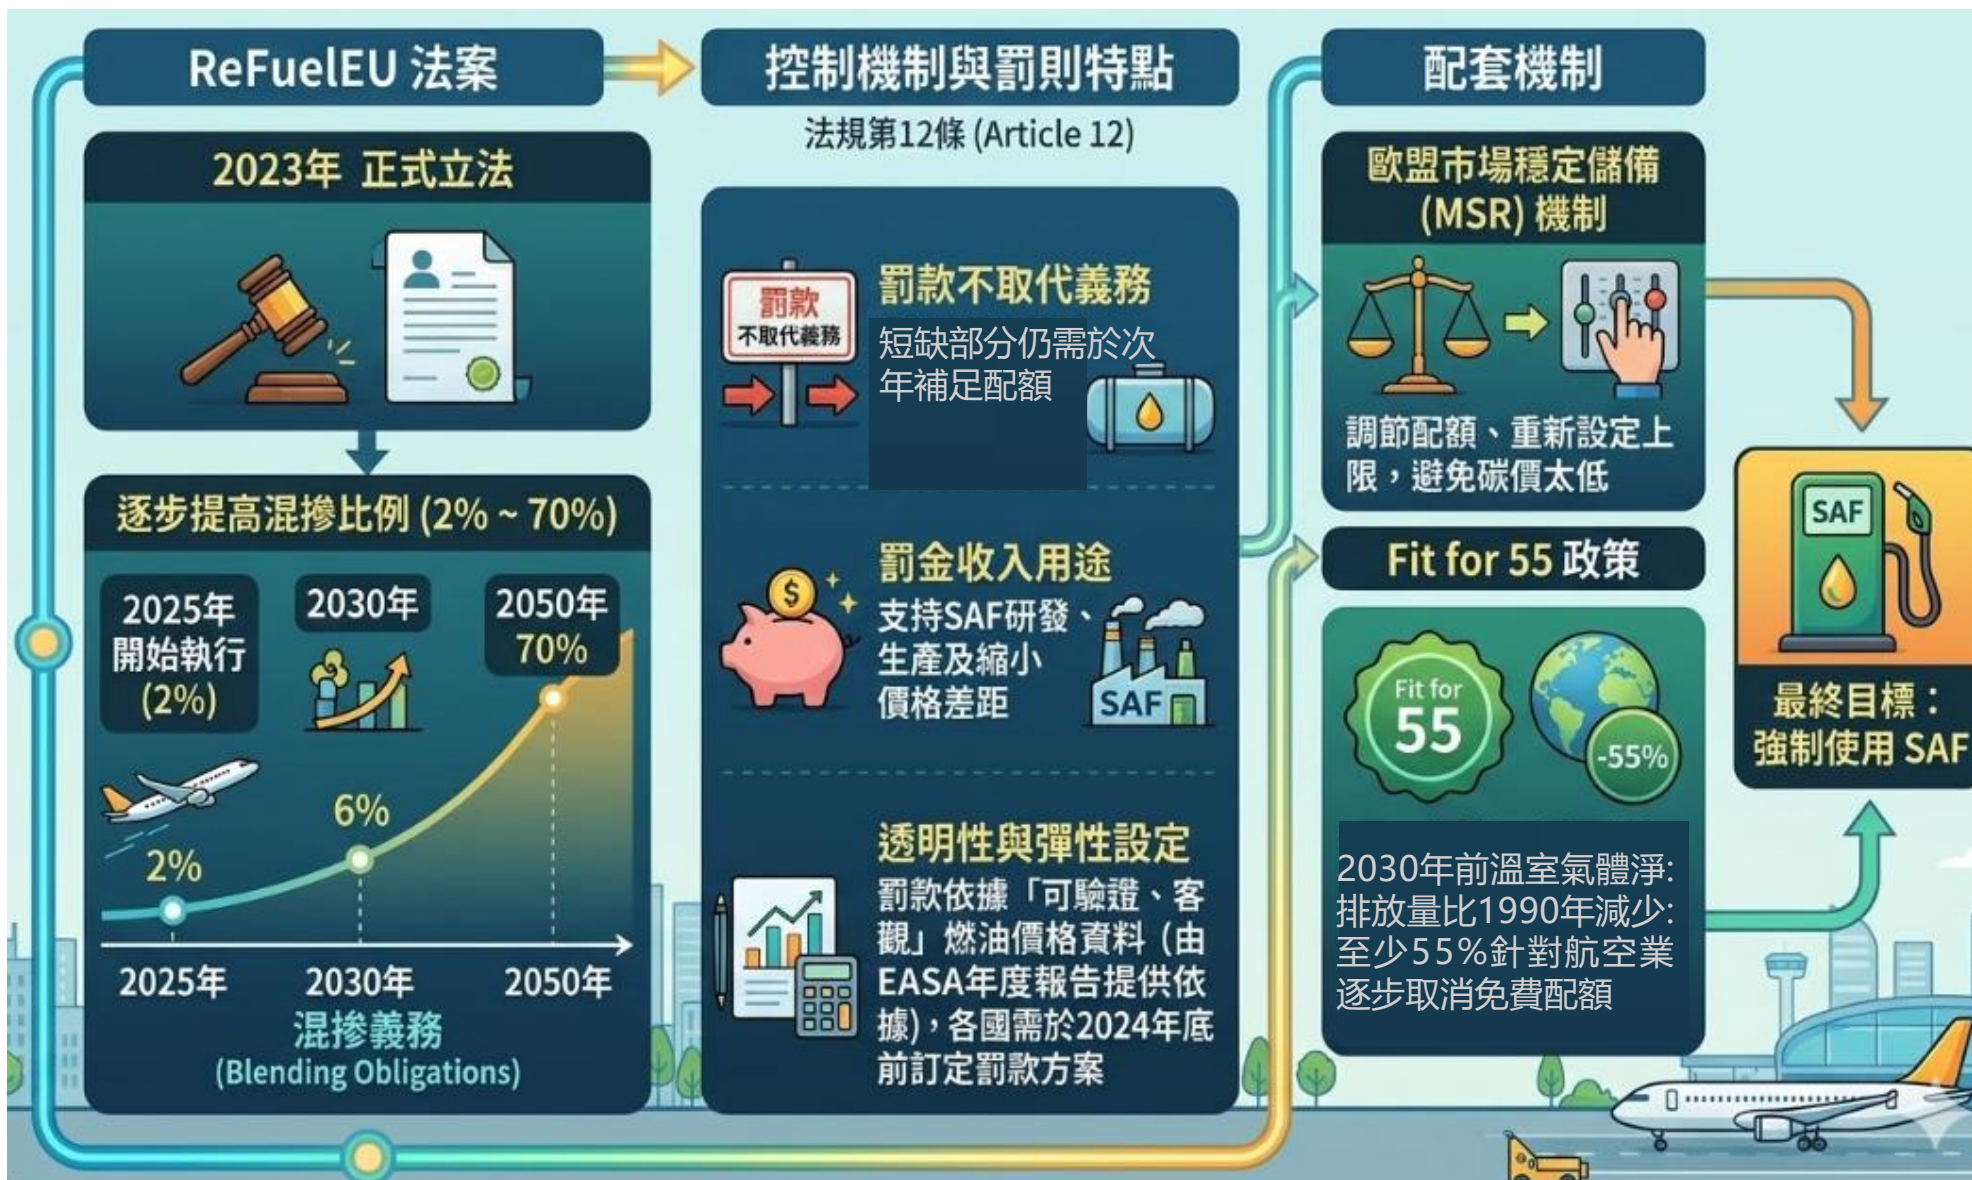 ReFuelEU 法案
2023年 正式立法
逐步提高混摻比例 (2% ~ 70%)
2025年
開始執行
(2%)
2030年
2050年
70%
2%
6%
2025年
2030年
2050年
混摻義務
(Blending Obligations)
控制機制與罰則特點
法規第12條 (Article 12)
罰款
不取代義務
罰款不取代義務
短缺部分仍需於次
年補足配額
$
罰金收入用途
支持SAF研發、
生產及縮小
價格差距
SAF
透明性與彈性設定
罰款依據「可驗證、客
觀」燃油價格資料（由
EASA年度報告提供依
據)，各國需於2024年底
前訂定罰款方案
配套機制
歐盟市場穩定儲備
(MSR) 機制
調節配額、重新設定上
限，避免碳價太低
Fit for 55 政策
Fit for
55
-55%
2030年前溫室氣體淨:
排放量比1990年減少:
至少55%針對航空業
逐步取消免費配額
SAF
最終目標：
強制使用 SAF